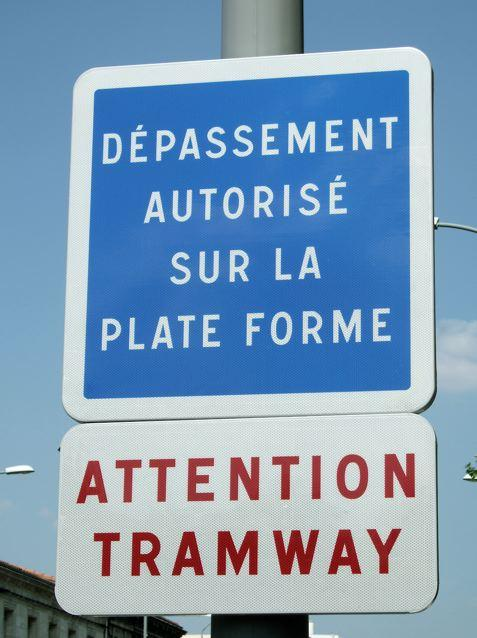 DÉPASSEMENT
AUTORISÉ
SUR LA
PLATE FORME
ATTENTION
TRAMWAY